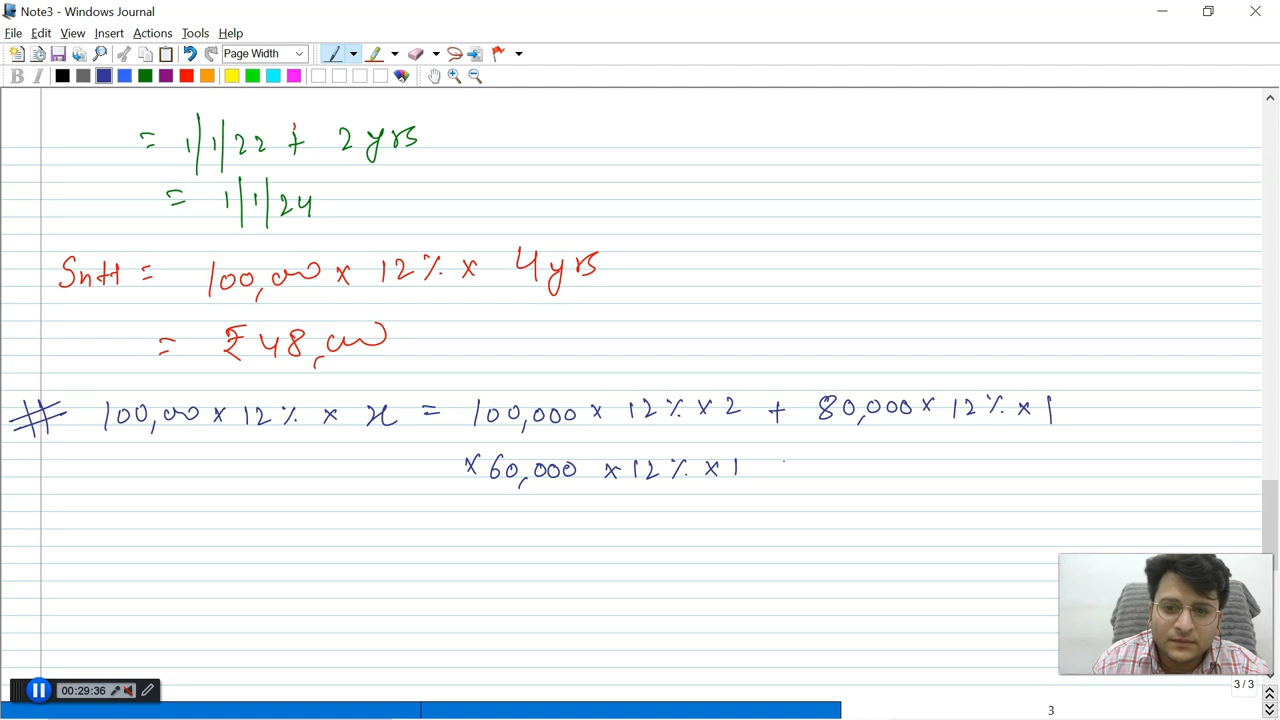 Note3 - Windows Journal
File Edit View Insert Actions Tools Help
Page Width
B I
= 1|1|22 + 2 yrs
= 1|1|24
= 100,000 x 12% x 4 yrs
= ₹48,000
# 100,000 x 12% x x = 100,000 x 12% x 2 + 80,000 x 12% x 1
x 60,000 x 12% x 1
00:29:36
3 / 3
3